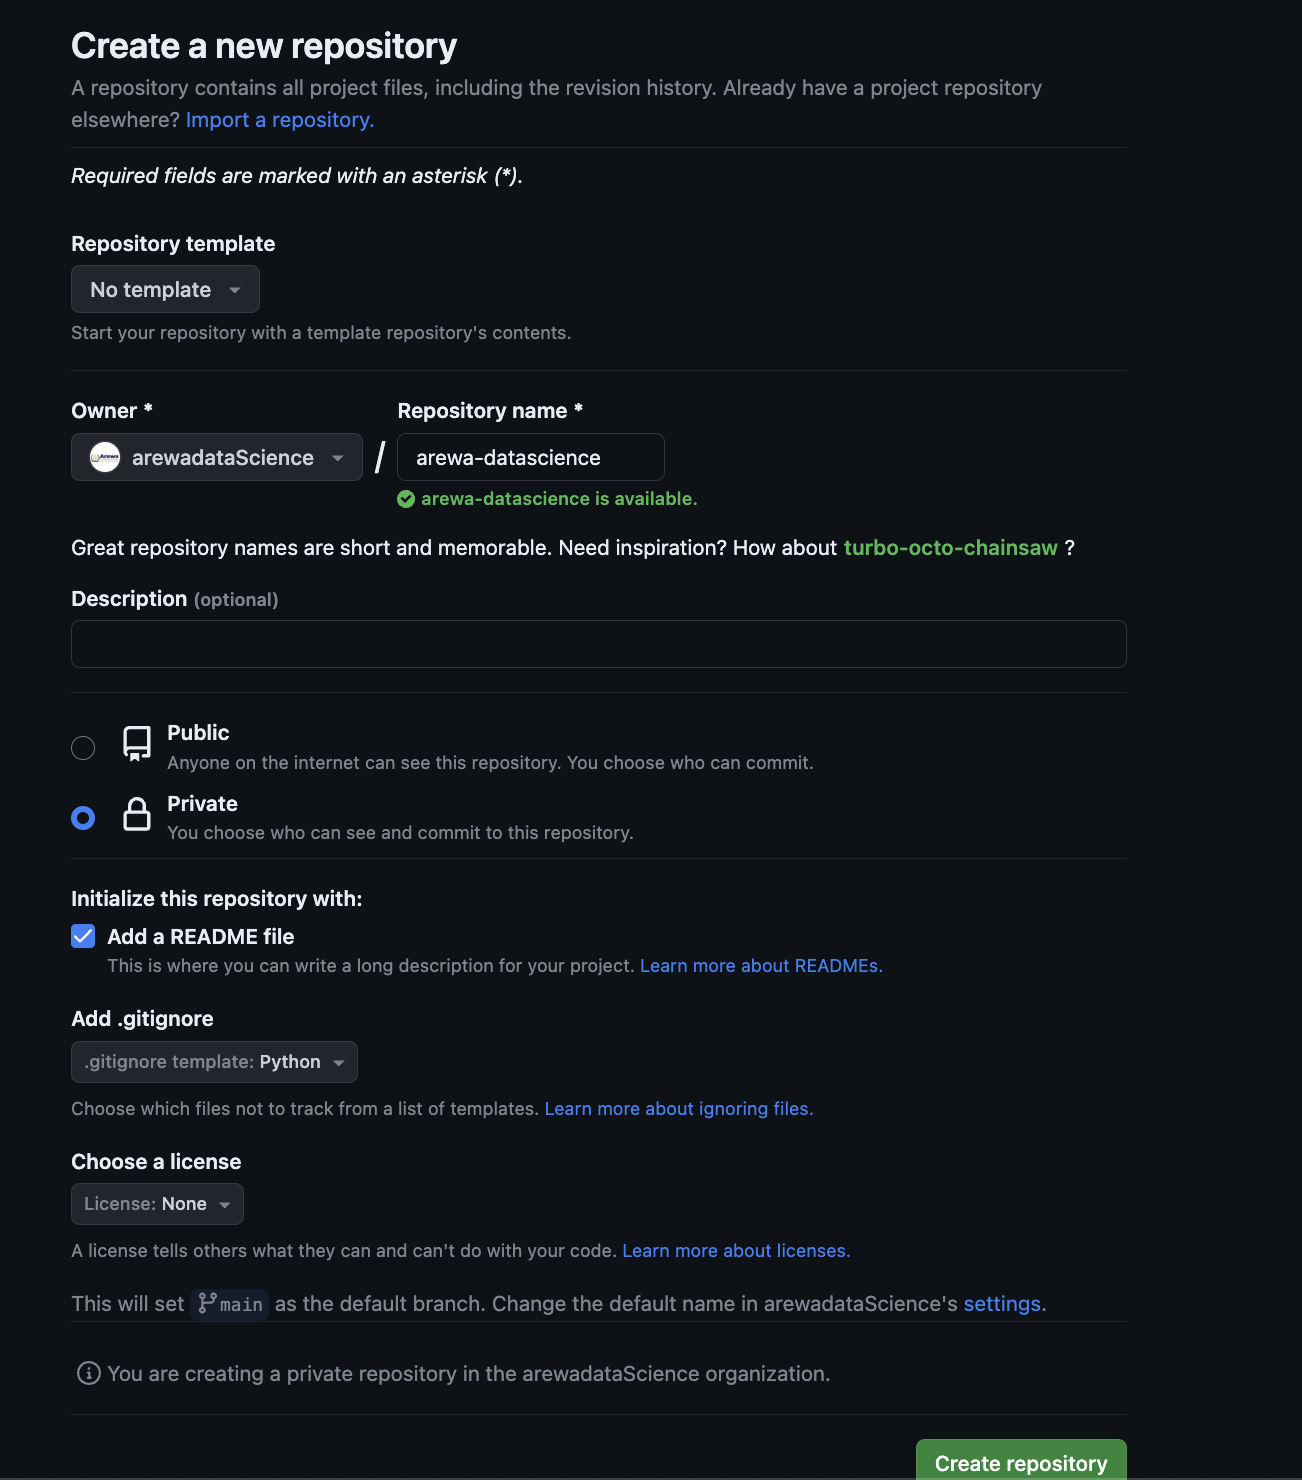 Create a new repository
A repository contains all project files, including the revision history. Already have a project repository
elsewhere? Import a repository.
Required fields are marked with an asterisk (*).
Repository template
No template
Start your repository with a template repository's contents.
Owner *
Repository name *
arewadataScience
/
arewa-datascience
arewa-datascience is available.
Great repository names are short and memorable. Need inspiration? How about turbo-octo-chainsaw ?
Description (optional)
Public
Anyone on the internet can see this repository. You choose who can commit.
Private
You choose who can see and commit to this repository.
Initialize this repository with:
Add a README file
This is where you can write a long description for your project. Learn more about READMEs.
Add .gitignore
.gitignore template: Python
Choose which files not to track from a list of templates. Learn more about ignoring files.
Choose a license
License: None
A license tells others what they can and can't do with your code. Learn more about licenses.
This will set main as the default branch. Change the default name in arewadataScience's settings.
You are creating a private repository in the arewadataScience organization.
Create repository